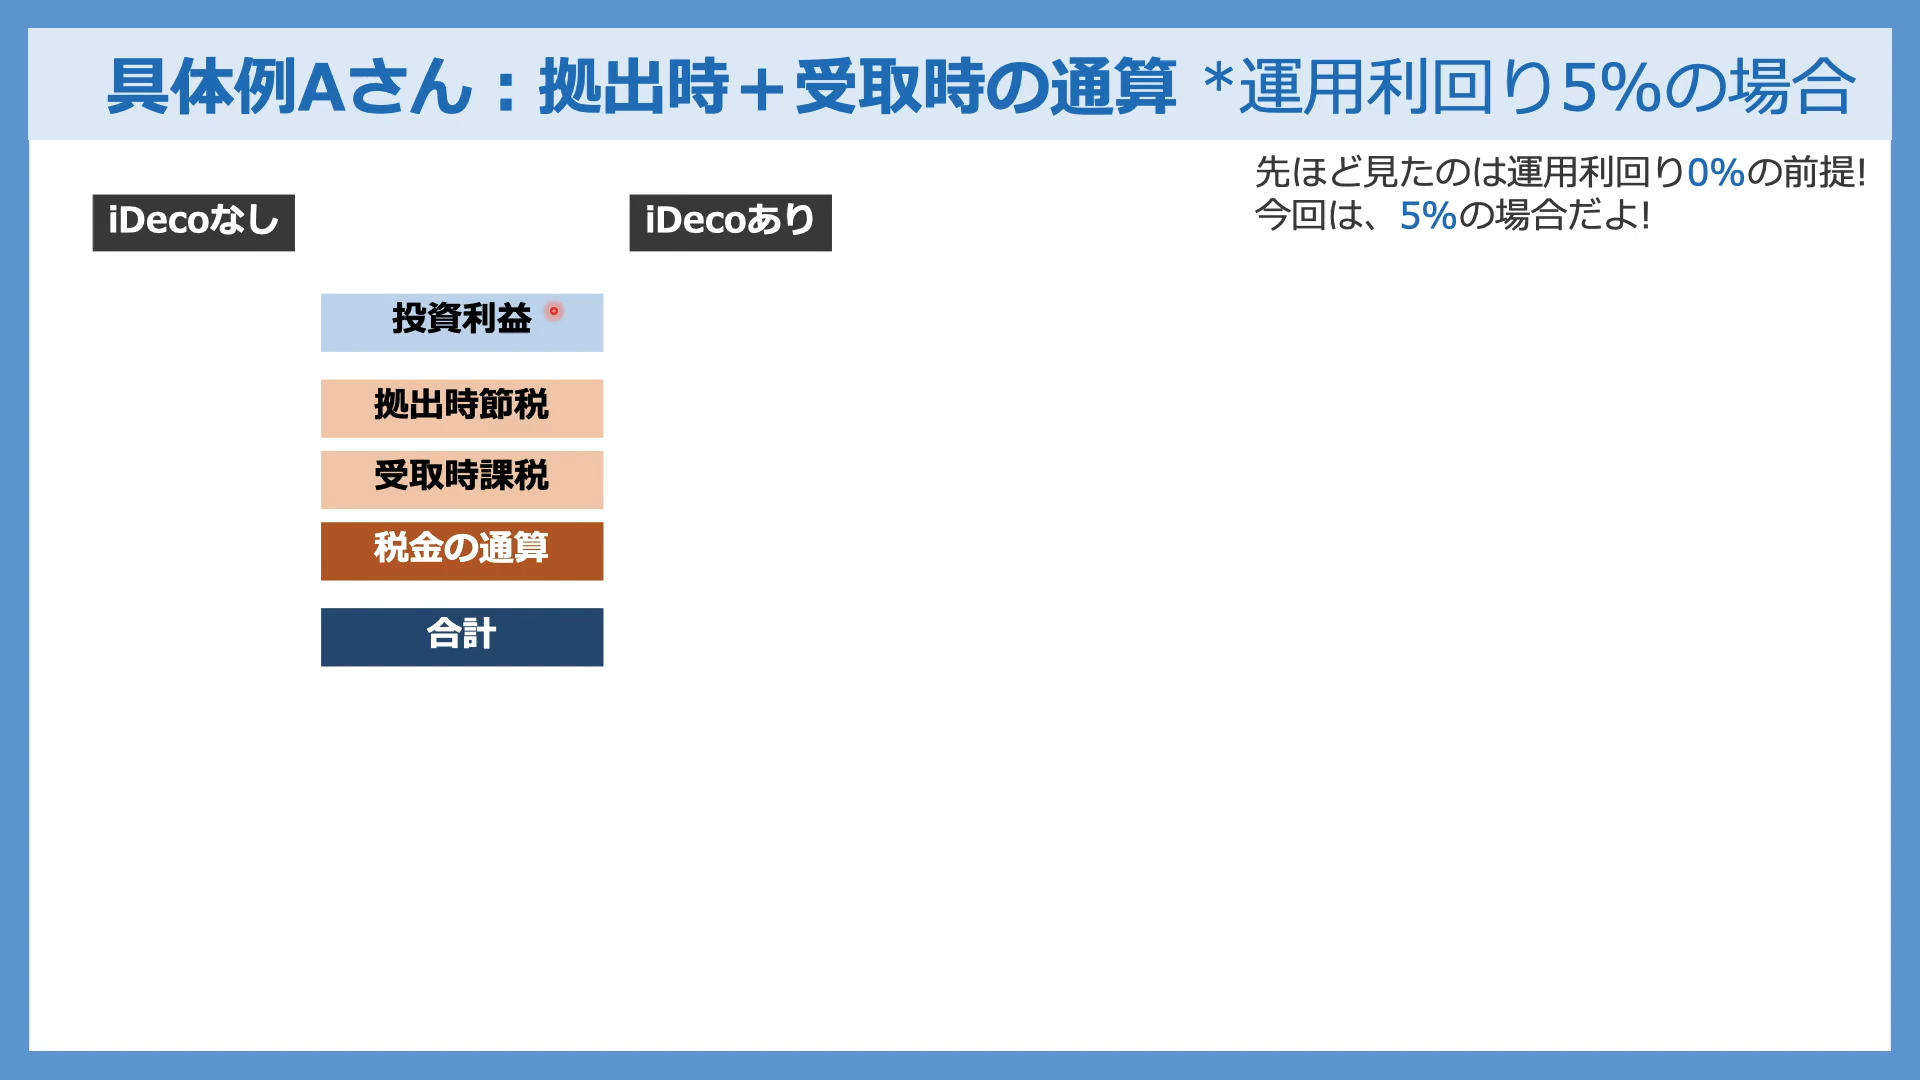 具体例Aさん：拠出時＋受取時の通算 *運用利回り5%の場合
先ほど見たのは運用利回り0%の前提!
今回は、5%の場合だよ!
iDecoなし
iDecoあり
投資利益
拠出時節税
受取時課税
税金の通算
合計